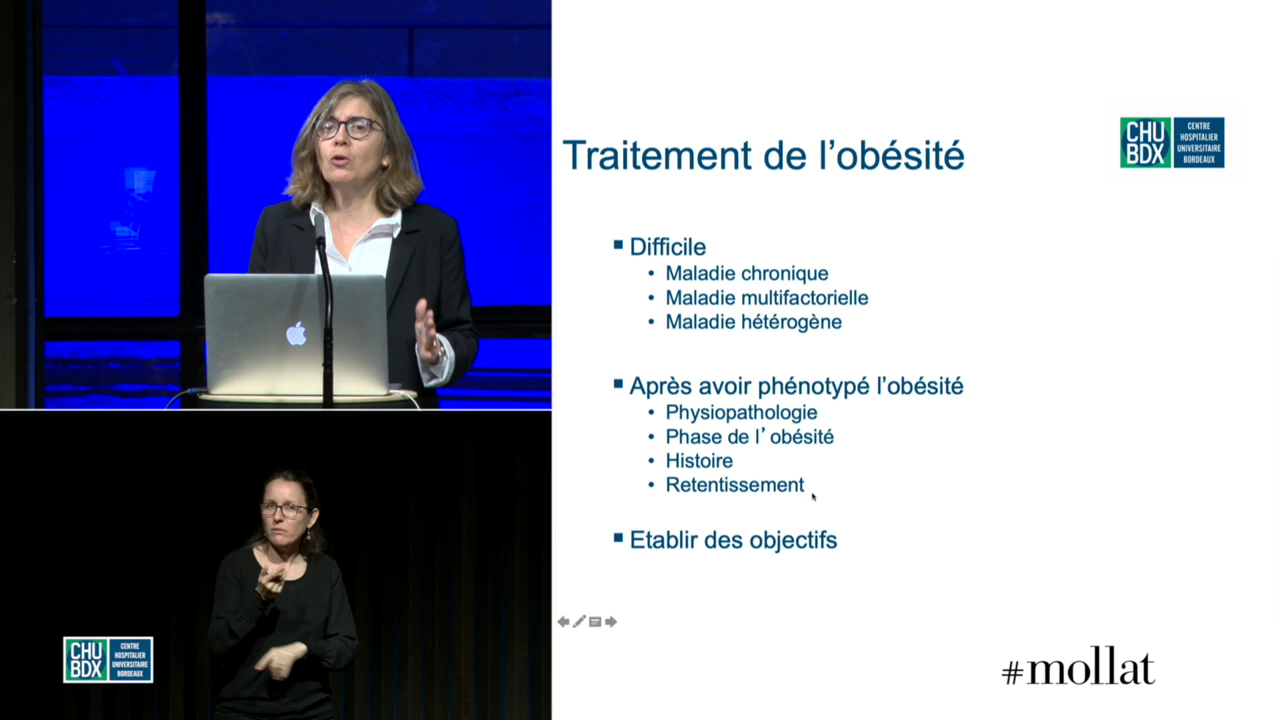 Traitement de l'obésité
CHU
BDX
CENTRE
HOSPITALIER
UNIVERSITAIRE
BORDEAUX
▪ Difficile
• Maladie chronique
• Maladie multifactorielle
• Maladie hétérogène
▪ Après avoir phénotypé l'obésité
• Physiopathologie
• Phase de l' obésité
• Histoire
• Retentissement
▪ Etablir des objectifs
CHU
BDX
CENTRE
HOSPITALIER
UNIVERSITAIRE
BORDEAUX
#mollat